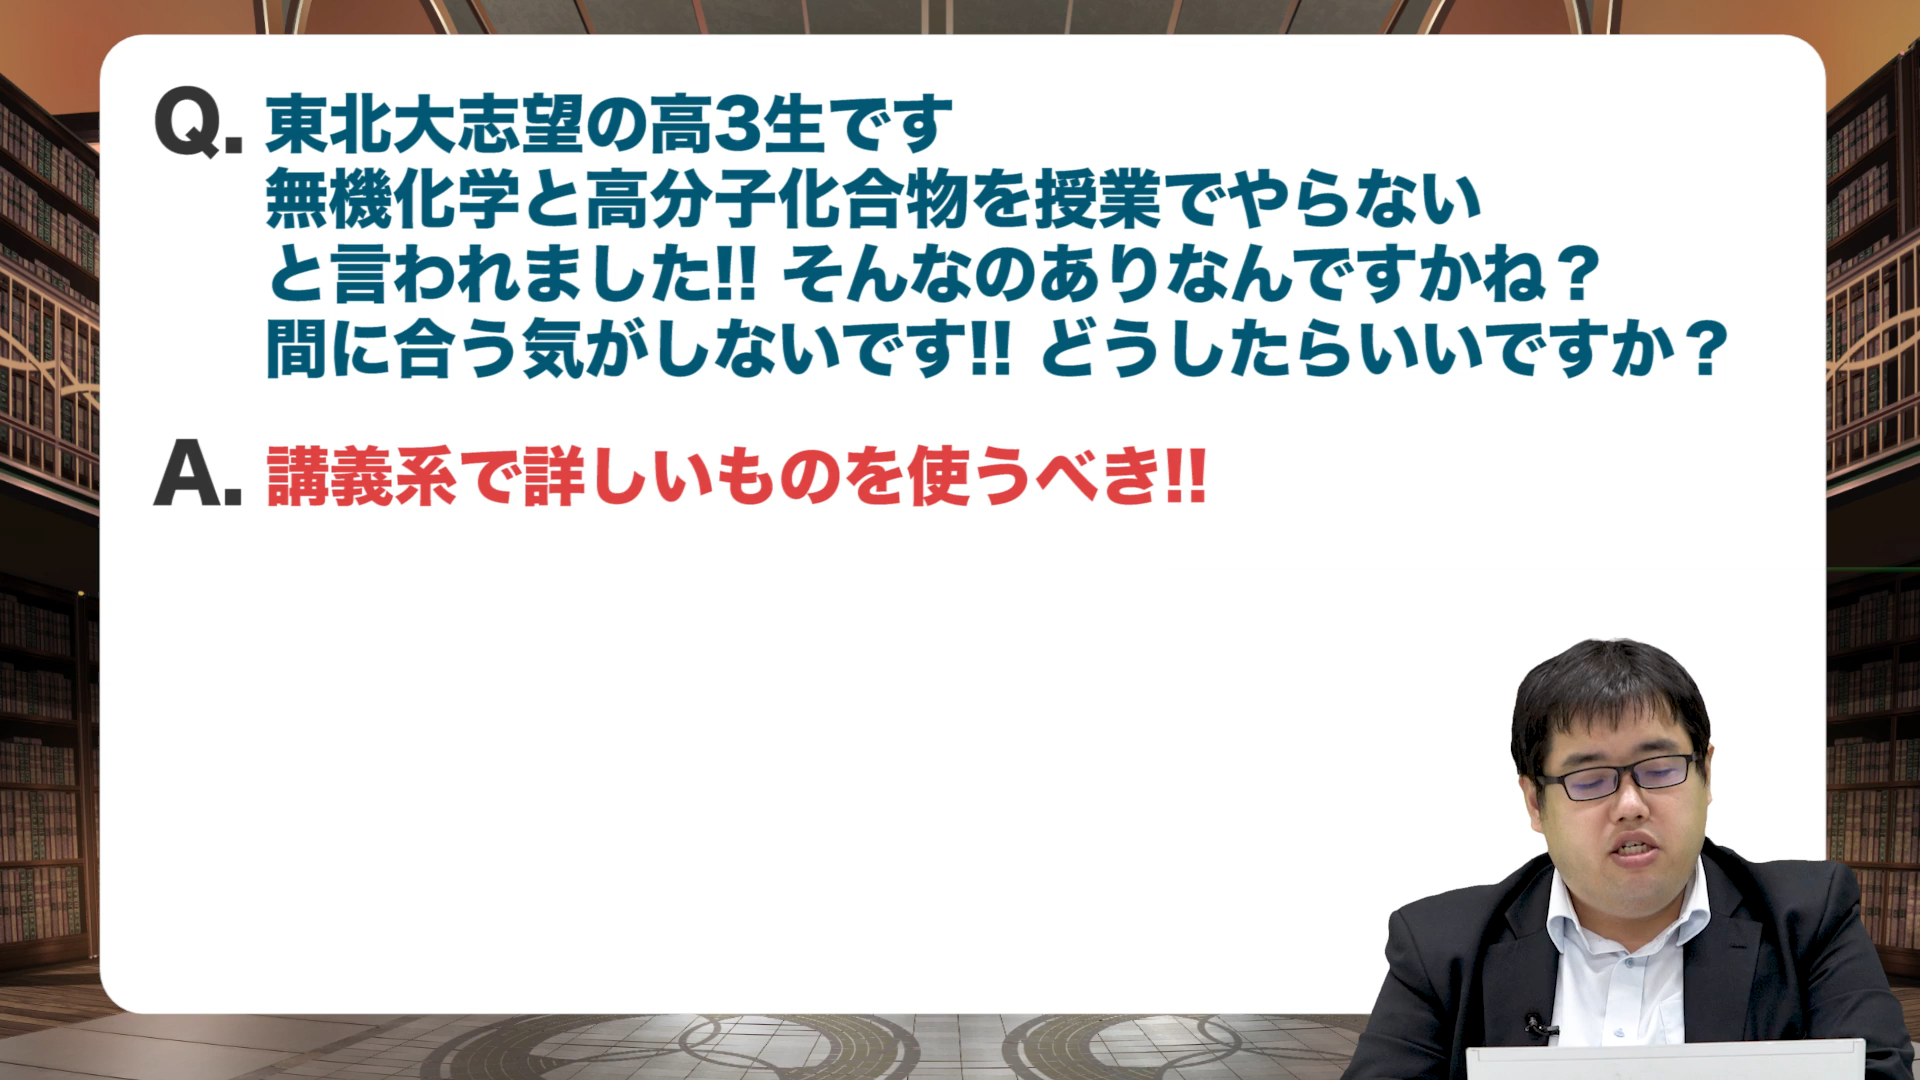 Q. 東北大志望の高3生です
無機化学と高分子化合物を授業でやらない
と言われました!! そんなのありなんですかね？
間に合う気がしないです!! どうしたらいいですか？
A. 講義系で詳しいものを使うべき!!